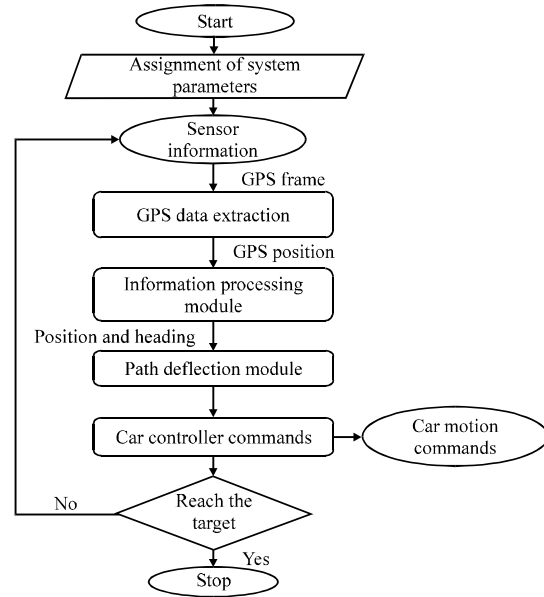 Start
Assignment of system
parameters
Sensor
information
GPS frame
GPS data extraction
GPS position
Information processing
module
Position and heading
Path deflection module
Car controller commands
Car motion
commands
Reach the
target
No
Yes
Stop